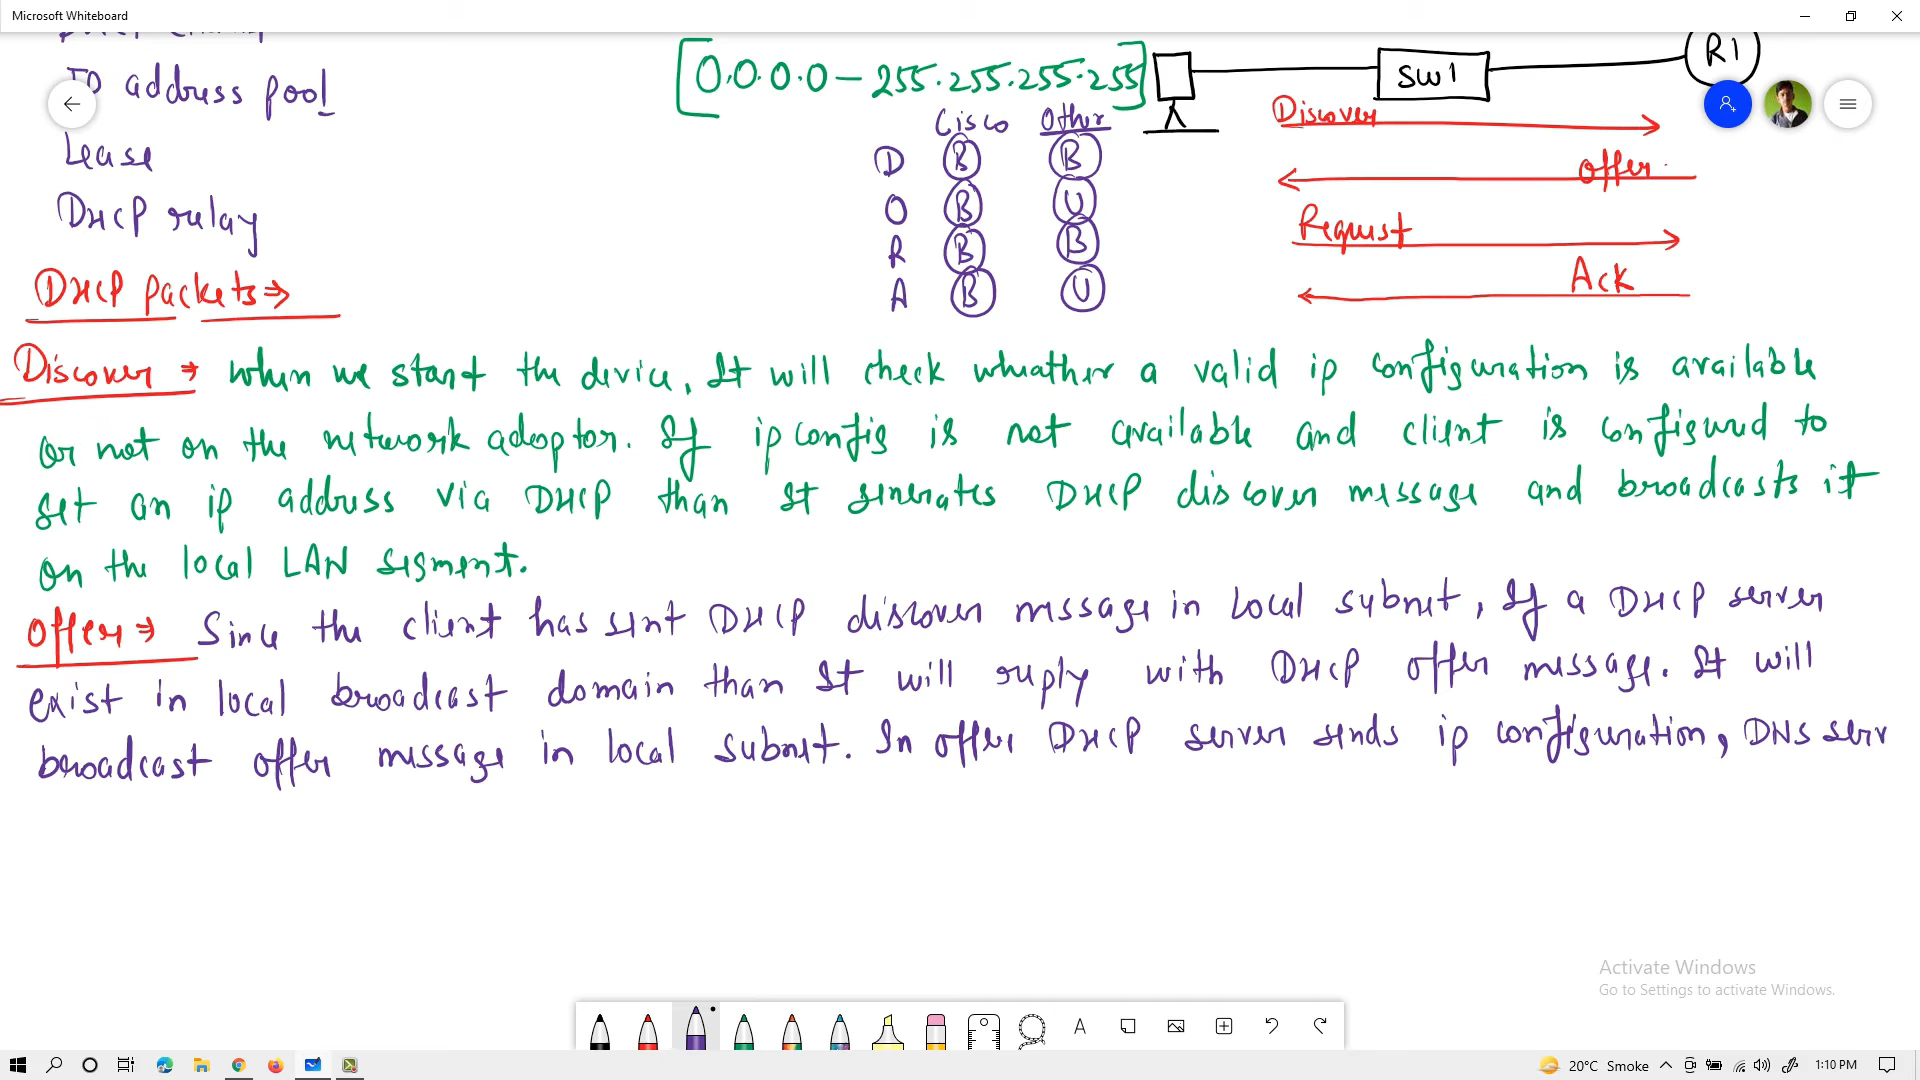 Microsoft Whiteboard
IP address pool
Lease
DHCP relay
[0.0.0.0 - 255.255.255.255]
SW1
R1
Cisco Other
D B B
O B U
R B B
A B U
Discover
Offer
Request
Ack
DHCP packets⇒
Discover ⇒ when we start the device, It will check wheather a valid ip configuration is available
or not on the network adoptor. If ipconfig is not available and client is configured to
get an ip address via DHCP than It generates DHCP discover message and broadcasts it
on the local LAN segment.
Offer⇒ Since the client has sent DHCP discover message in local subnet, If a DHCP server
exist in local broadcast domain than It will reply with DHCP offer message. It will
broadcast offer message in local subnet. In offer DHCP server sends ip configuration, DNS serv
Activate Windows
Go to Settings to activate Windows.
20°C Smoke
1:10 PM